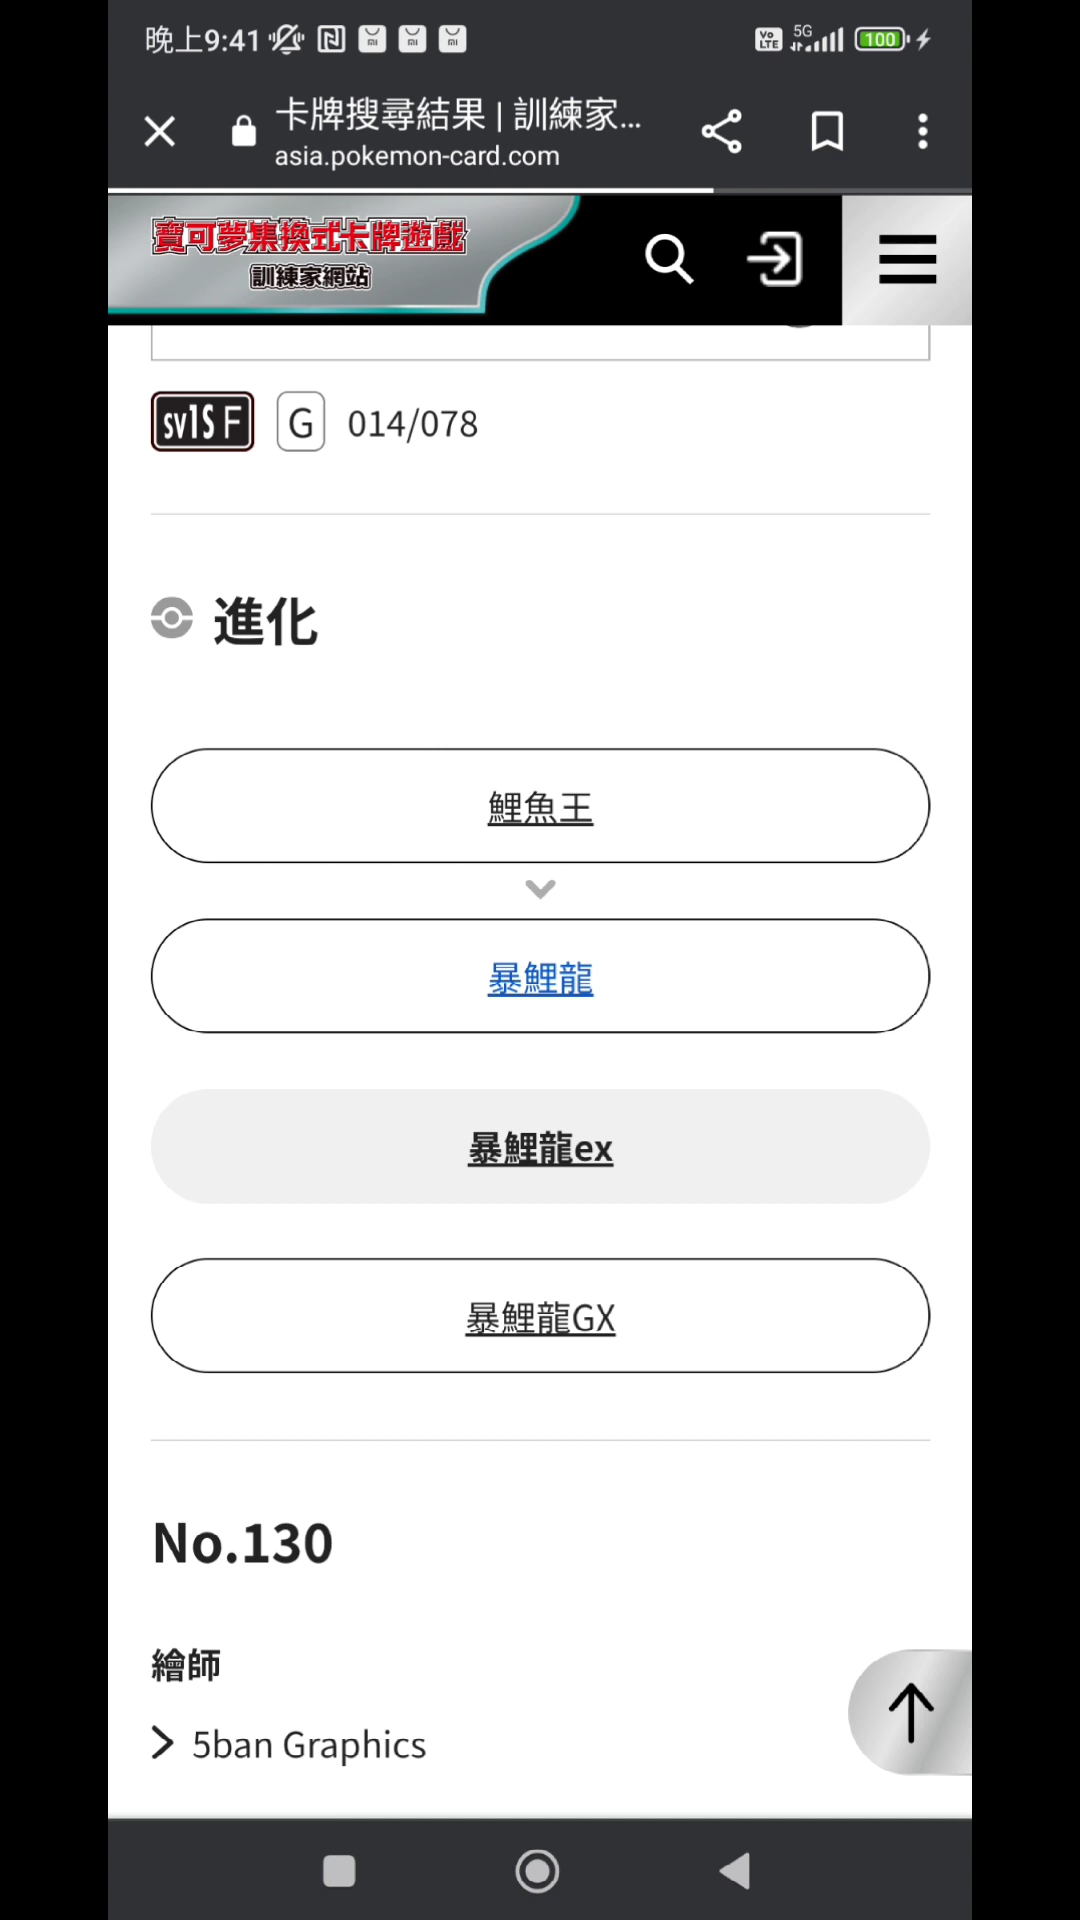 晚上9:41
Vo LTE 5G 100
卡牌搜尋結果 | 訓練家...
asia.pokemon-card.com
寶可夢集換式卡牌遊戲
訓練家網站
sv1S F G 014/078
進化
鯉魚王
暴鯉龍
暴鯉龍ex
暴鯉龍GX
No.130
繪師
5ban Graphics